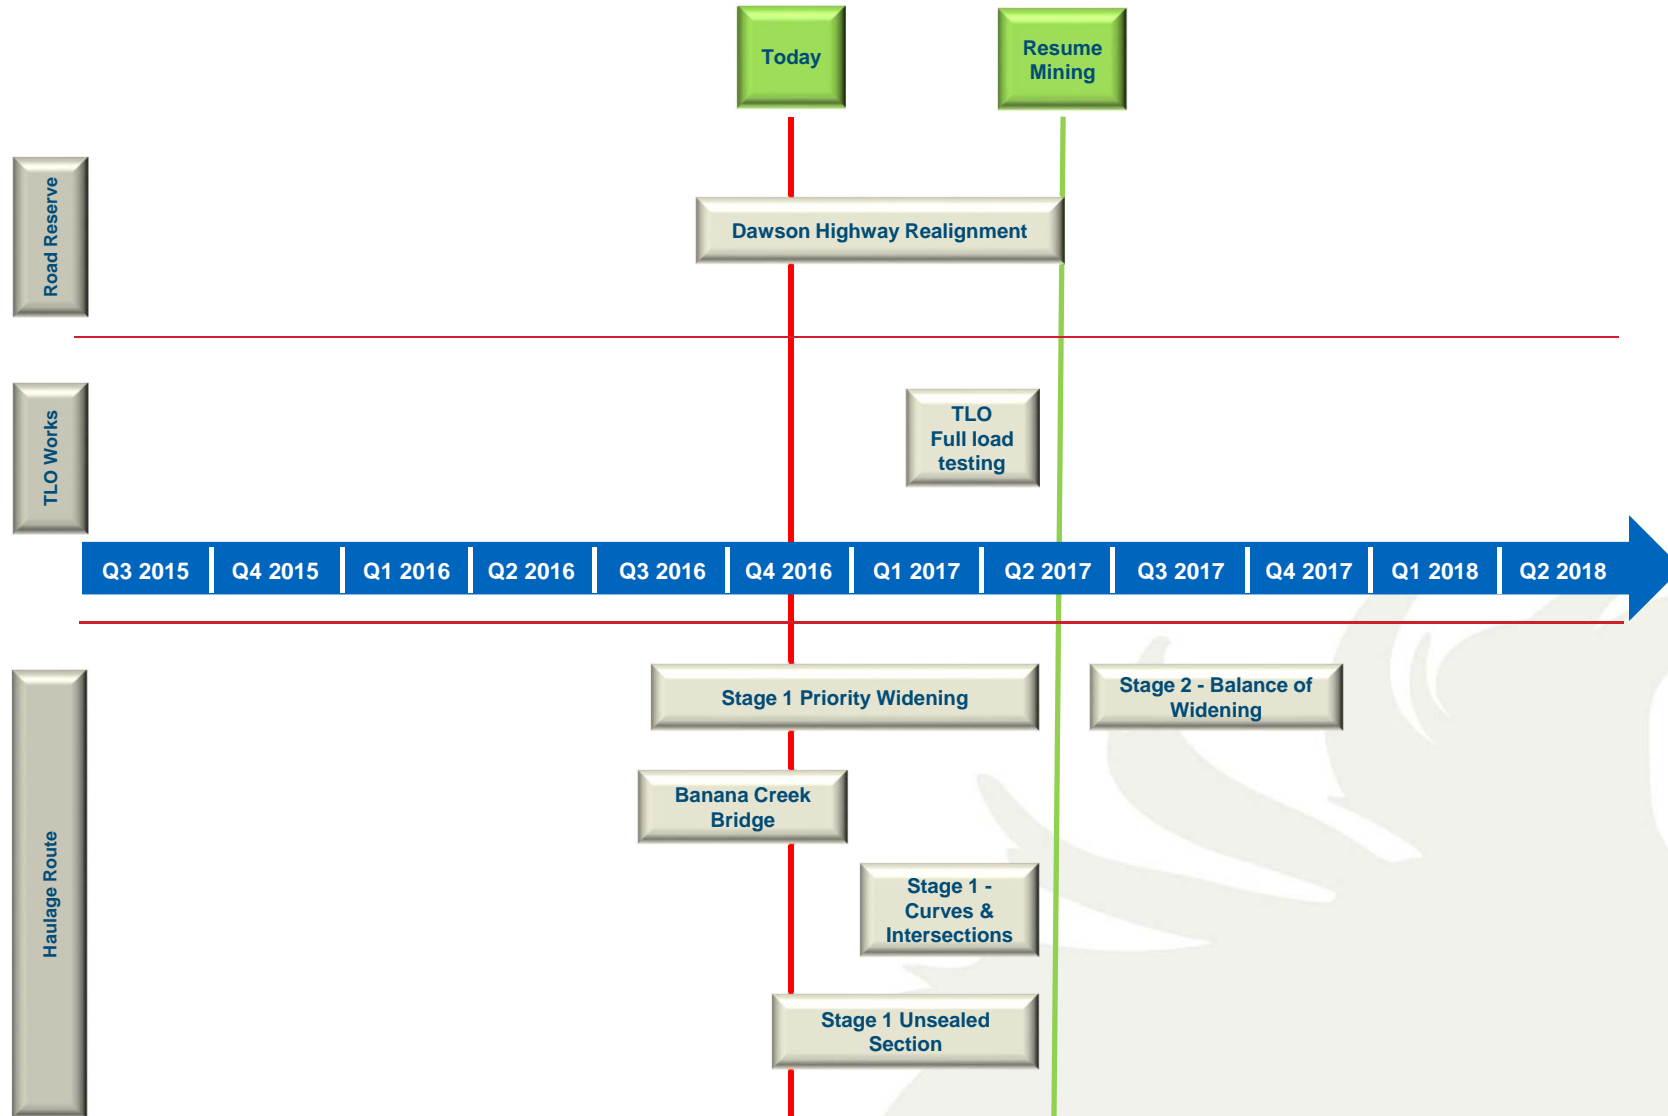 Today
Resume
Mining
Road Reserve
Dawson Highway Realignment
TLO Works
TLO
Full load
testing
Q3 2015
Q4 2015
Q1 2016
Q2 2016
Q3 2016
Q4 2016
Q1 2017
Q2 2017
Q3 2017
Q4 2017
Q1 2018
Q2 2018
Haulage Route
Stage 1 Priority Widening
Stage 2 - Balance of
Widening
Banana Creek
Bridge
Stage 1 -
Curves &
Intersections
Stage 1 Unsealed
Section